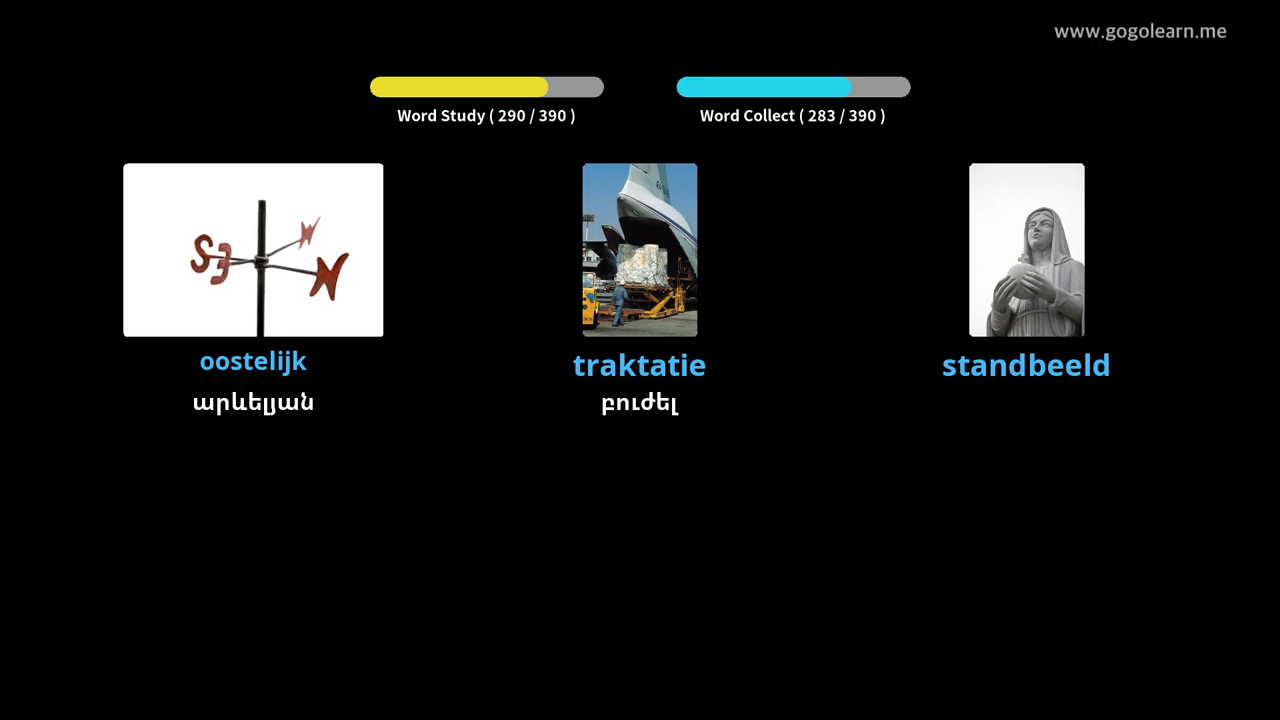 www.gogolearn.me
Word Study ( 290 / 390 )
Word Collect ( 283 / 390 )
oostelijk
traktatie
standbeeld
արևելյան
բուժել